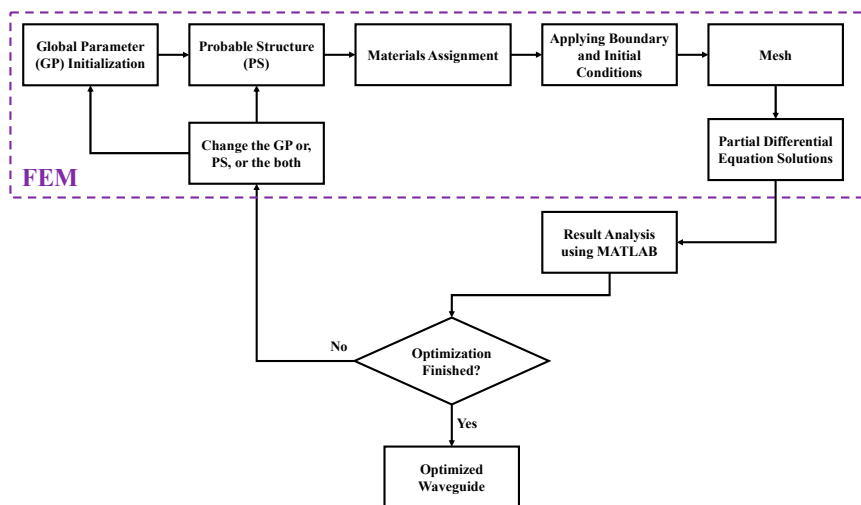 Global Parameter
(GP) Initialization
Probable Structure
(PS)
Materials Assignment
Applying Boundary
and Initial
Conditions
Mesh
Change the GP or,
PS, or the both
Partial Differential
Equation Solutions
FEM
Result Analysis
using MATLAB
No
Optimization
Finished?
Yes
Optimized
Waveguide